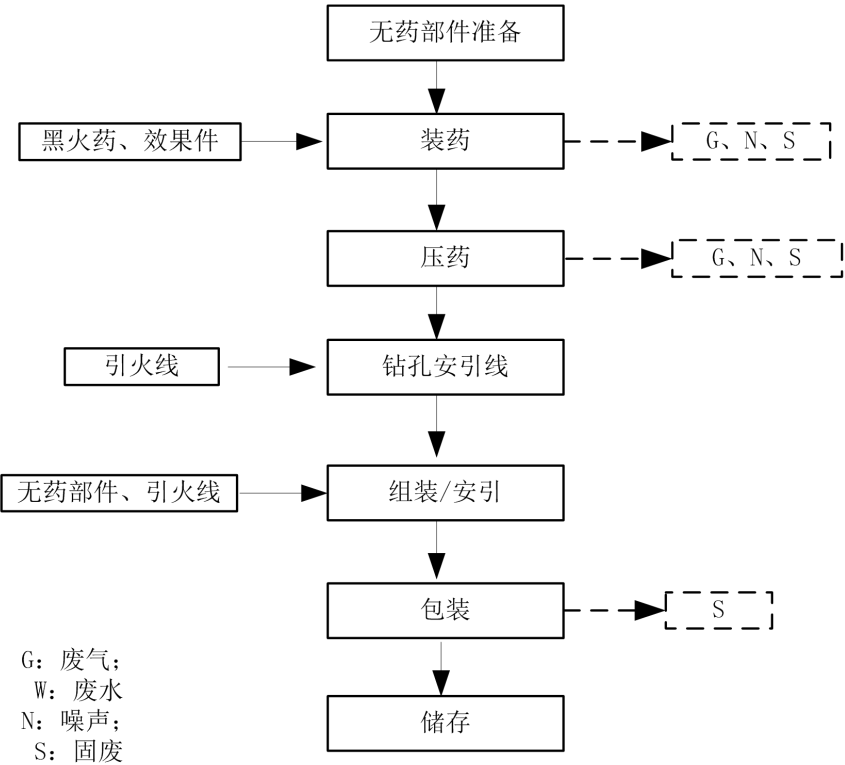 无药部件准备
黑火药、效果件
装药
G、N、S
压药
G、N、S
引火线
钻孔安引线
无药部件、引火线
组装/安引
包装
S
G：废气；
W：废水
N：噪声；
S：固废
储存